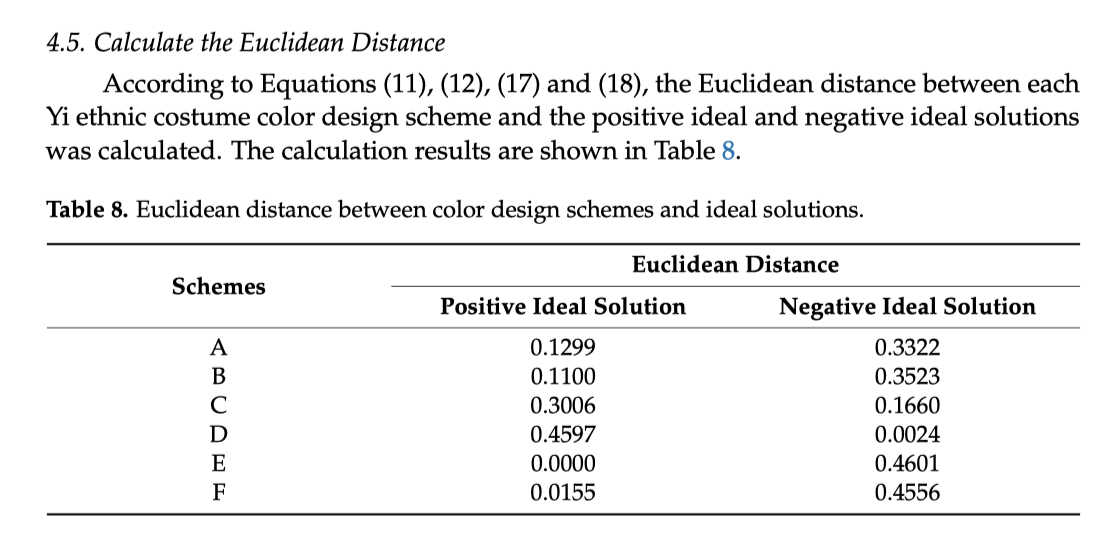 4.5. Calculate the Euclidean Distance
According to Equations (11), (12), (17) and (18), the Euclidean distance between each
Yi ethnic costume color design scheme and the positive ideal and negative ideal solutions
was calculated. The calculation results are shown in Table 8.
Table 8. Euclidean distance between color design schemes and ideal solutions.
Schemes Euclidean Distance
Positive Ideal Solution Negative Ideal Solution
A 0.1299 0.3322
B 0.1100 0.3523
C 0.3006 0.1660
D 0.4597 0.0024
E 0.0000 0.4601
F 0.0155 0.4556